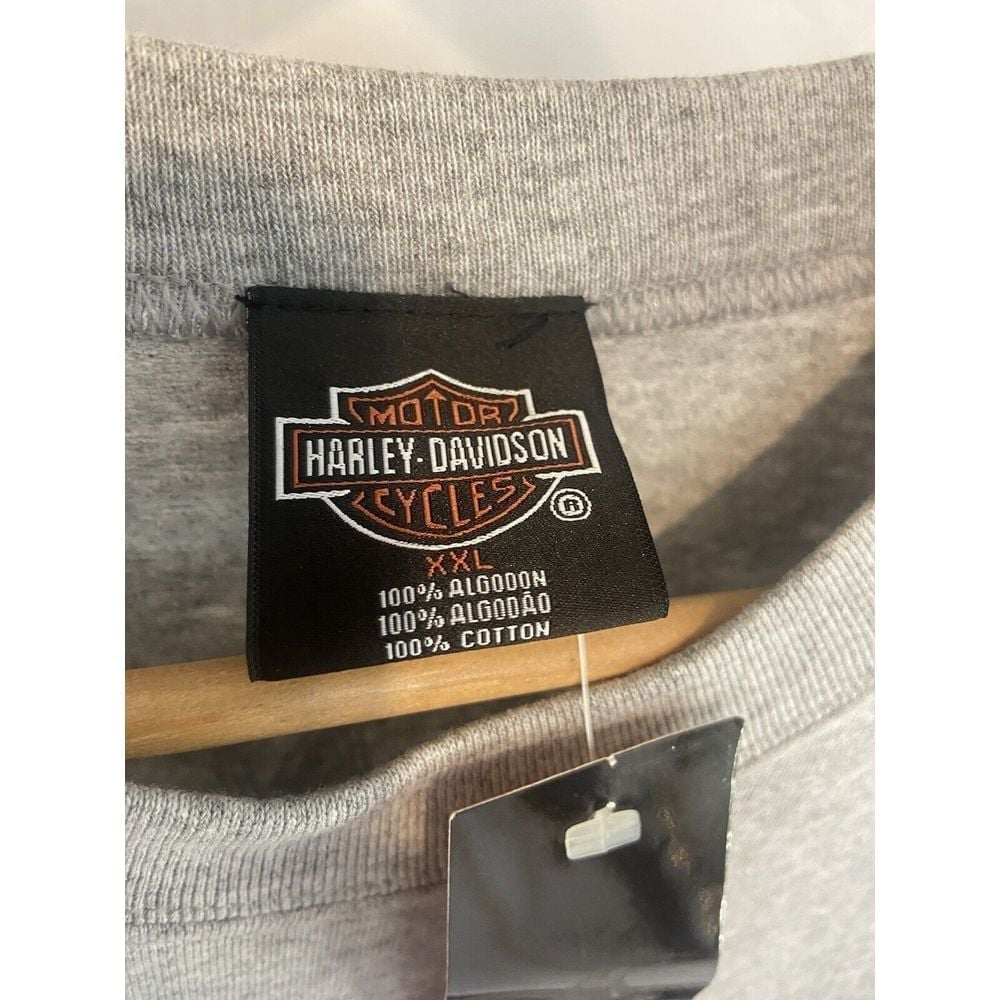 MOTOR
HARLEY-DAVIDSON
CYCLES
®
XXL
100% ALGODON
100% ALGODÃO
100% COTTON